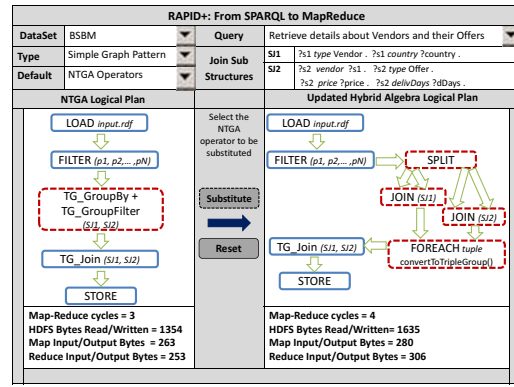 RAPID+: From SPARQL to MapReduce
DataSet BSBM Query Retrieve details about Vendors and their Offers
Type Simple Graph Pattern Join Sub Structures SJ1 ?s1 type Vendor . ?s1 country ?country .
Default NTGA Operators SJ2 ?s2 vendor ?s1 . ?s2 type Offer .
?s2 price ?price . ?s2 delivDays ?dDays .
NTGA Logical Plan
LOAD input.rdf
FILTER (p1, p2,... ,pN)
TG_GroupBy +
TG_GroupFilter
(SJ1, SJ2)
TG_Join (SJ1, SJ2)
STORE
Map-Reduce cycles = 3
HDFS Bytes Read/Written = 1354
Map Input/Output Bytes = 263
Reduce Input/Output Bytes = 253
Select the
NTGA
operator to be
substituted
Substitute
Reset
Updated Hybrid Algebra Logical Plan
LOAD input.rdf
FILTER (p1, p2,... ,pN)
SPLIT
JOIN (SJ1)
JOIN (SJ2)
TG_Join (SJ1, SJ2)
FOREACH tuple
convertToTripleGroup()
STORE
Map-Reduce cycles = 4
HDFS Bytes Read/Written= 1635
Map Input/Output Bytes = 280
Reduce Input/Output Bytes = 306